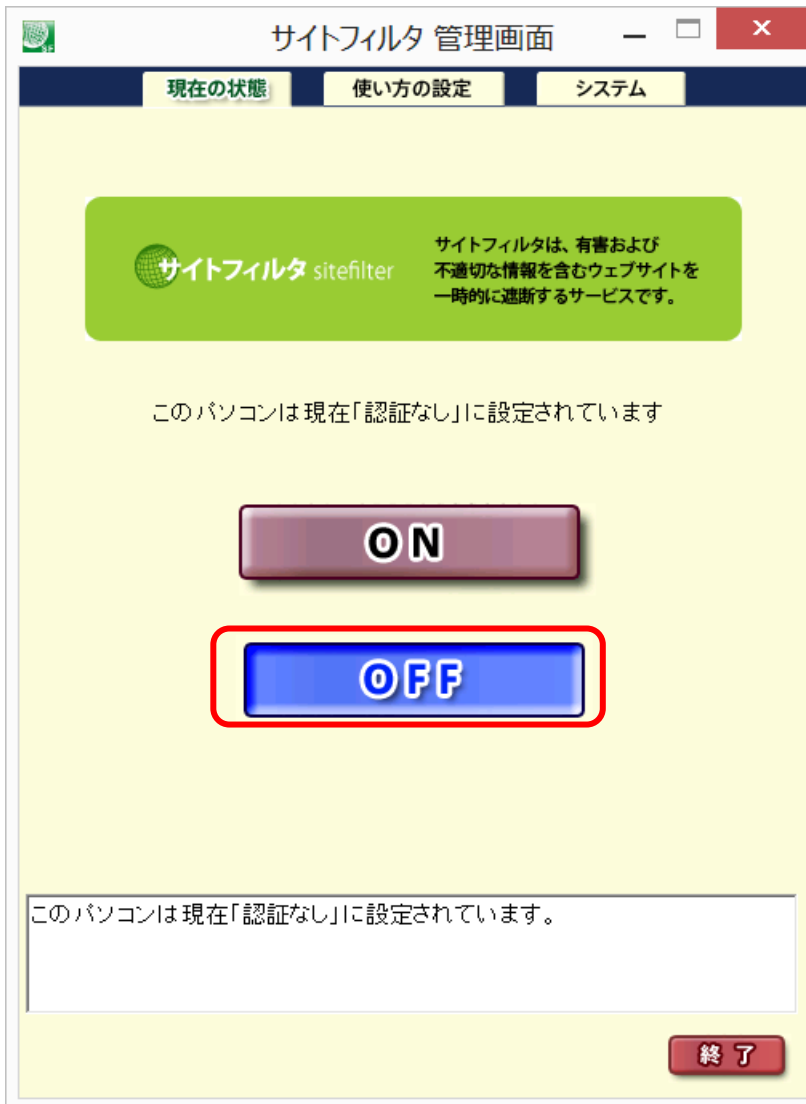 サイトフィルタ 管理画面
現在の状態
使い方の設定
システム
サイトフィルタ sitefilter
サイトフィルタは、有害および
不適切な情報を含むウェブサイトを
一時的に遮断するサービスです。
このパソコンは現在「認証なし」に設定されています
ON
OFF
このパソコンは現在「認証なし」に設定されています。
終了